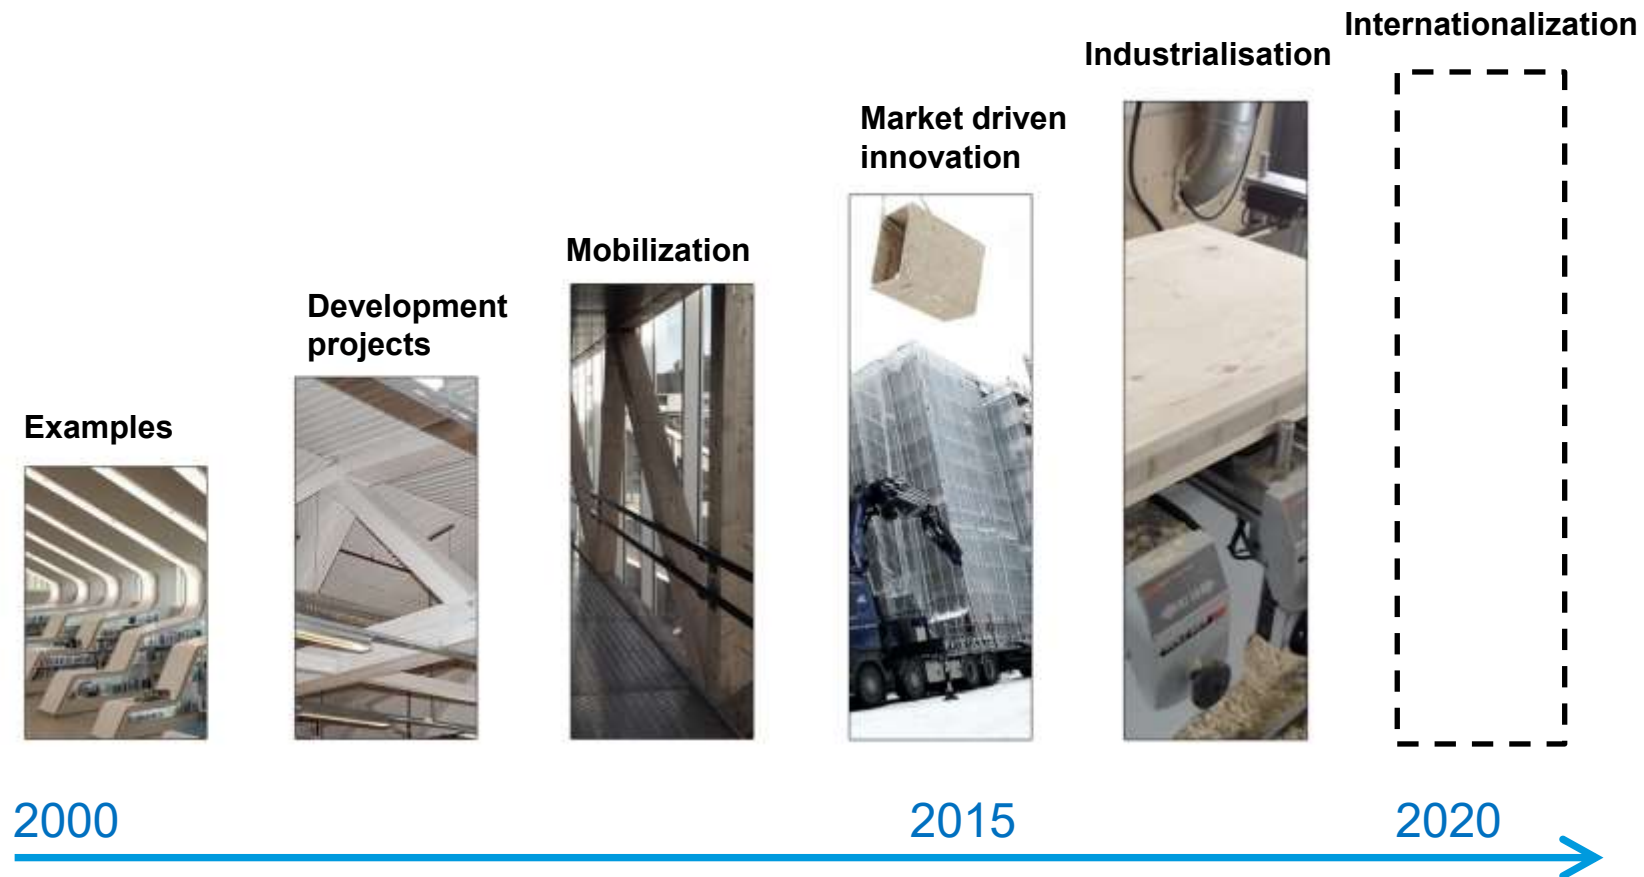 Internationalization
Industrialisation
Market driven
innovation
Mobilization
Development
projects
Examples
2000
2015
2020